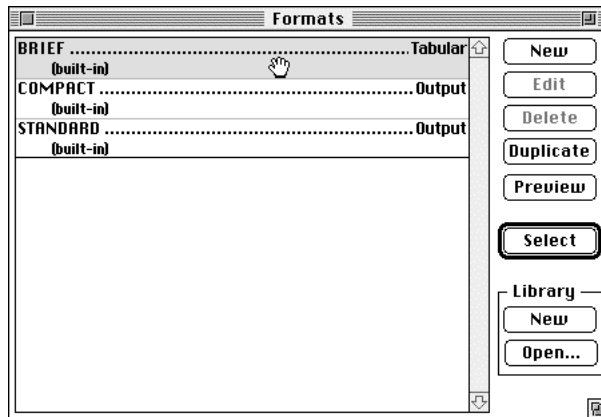 Formats
BRIEF ..................................................Tabular
(built-in)
COMPACT ..............................................Output
(built-in)
STANDARD .............................................Output
(built-in)
New
Edit
Delete
Duplicate
Preview
Select
Library
New
Open...